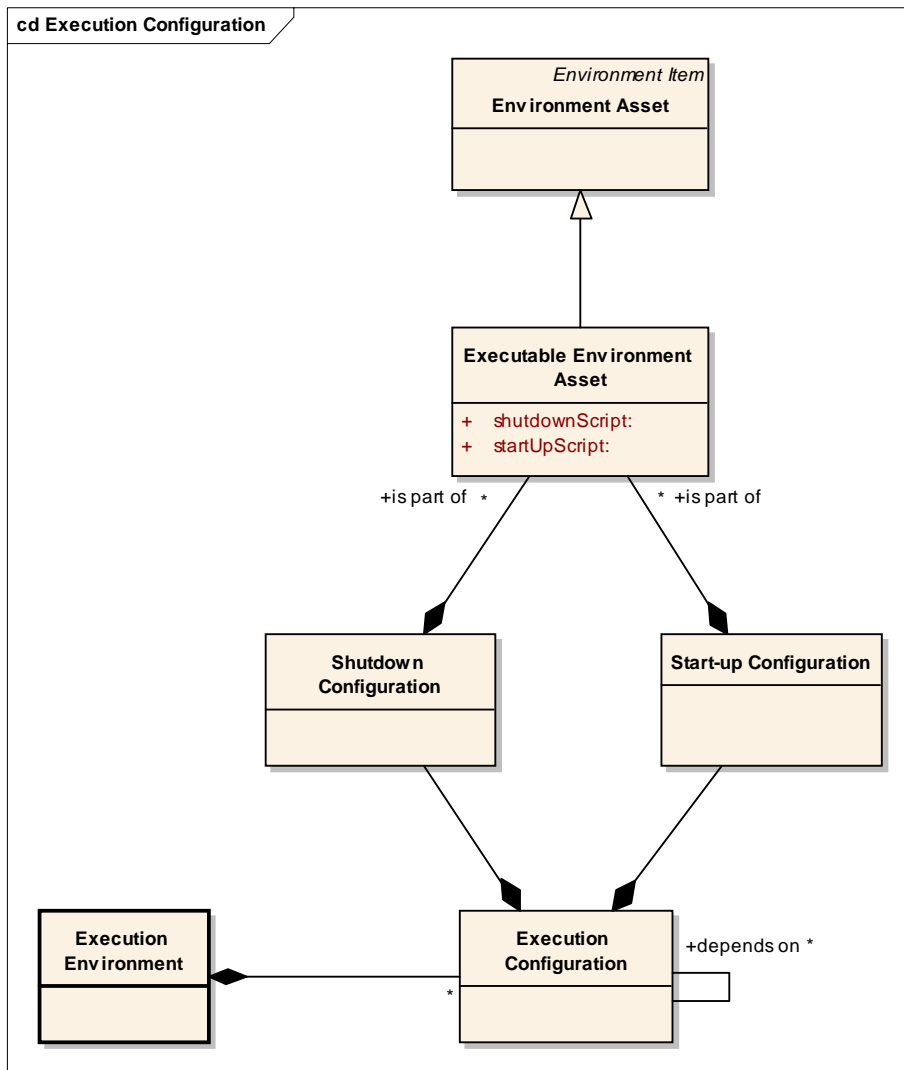 cd Execution Configuration
Environment Item
Environment Asset
Executable Environment
Asset
+ shutdownScript:
+ startUpScript:
+is part of *
* +is part of
Shutdown
Configuration
Start-up Configuration
Execution
Environment
*
Execution
Configuration
+depends on *